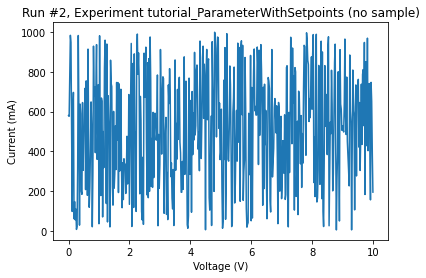 Run #2, Experiment tutorial_ParameterWithSetpoints (no sample)
1000
800
600
400
200
0
Current (mA)
0 2 4 6 8 10
Voltage (V)